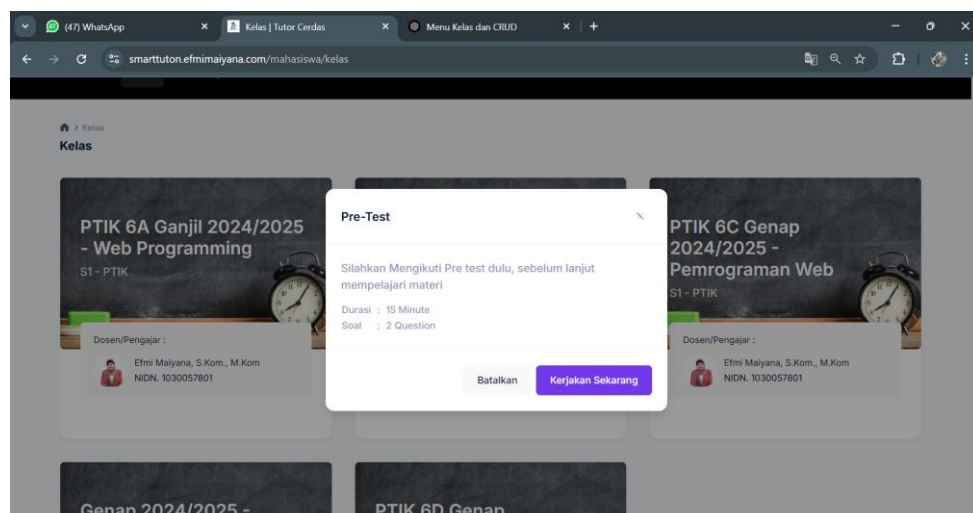 (47) WhatsApp
Kelas | Tutor Cerdas
Menu Kelas dan CRUD
smarttuton.efmimaiyana.com/mahasiswa/kelas
> Kelas
Kelas
PTIK 6A Ganjil 2024/2025
- Web Programming
S1 - PTIK
Dosen/Pengajar :
Efmi Maiyana, S.Kom., M.Kom
NIDN. 1030057801
Pre-Test
Silahkan Mengikuti Pre test dulu, sebelum lanjut
mempelajari materi
Durasi : 15 Minute
Soal : 2 Question
Batalkan
Kerjakan Sekarang
PTIK 6C Genap
2024/2025 -
Pemrograman Web
S1 - PTIK
Dosen/Pengajar :
Efmi Maiyana, S.Kom., M.Kom
NIDN. 1030057801
Genap 2024/2025 -
PTIK 6D Genap